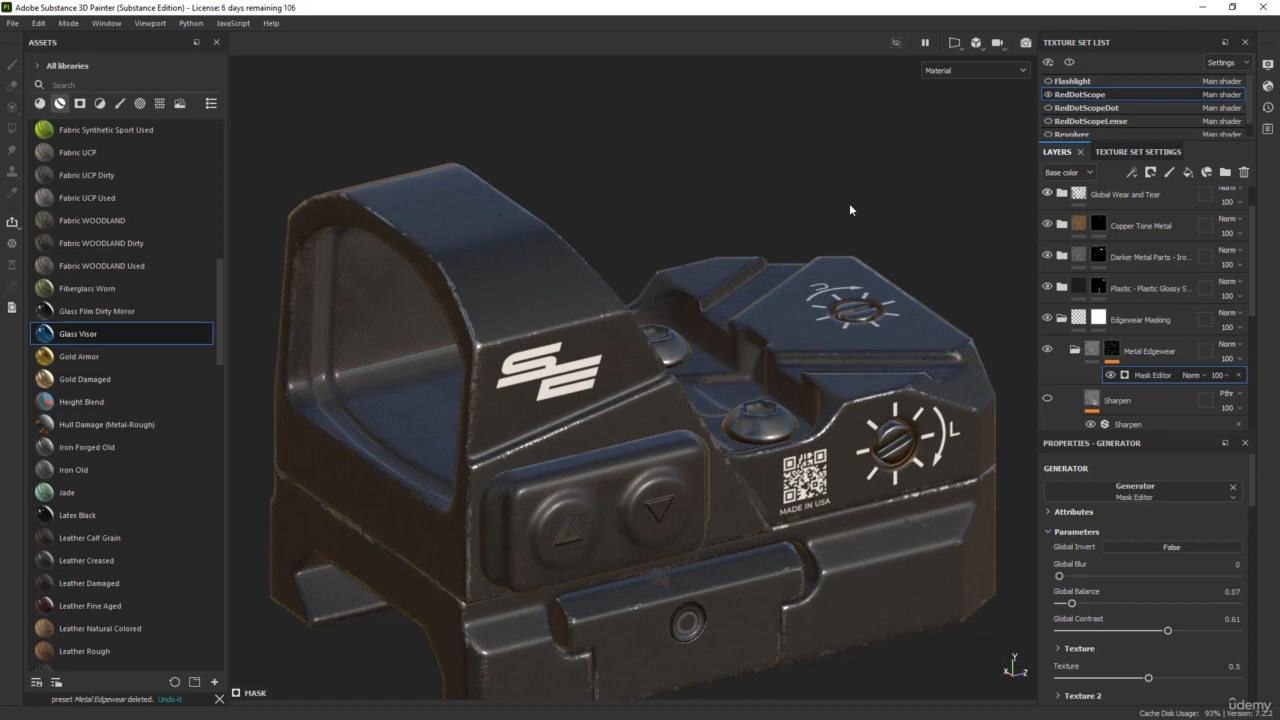 Adobe Substance 3D Painter (Substance Edition) - License: 6 days remaining 106
File Edit Mode Window Viewport Python JavaScript Help
ASSETS
All libraries
Search
Fabric Synthetic Sport Used
Fabric UCP
Fabric UCP Dirty
Fabric UCP Used
Fabric WOODLAND
Fabric WOODLAND Dirty
Fabric WOODLAND Used
Fiberglass Worn
Glass Film Dirty Mirror
Glass Visor
Gold Armor
Gold Damaged
Height Blend
Hull Damage (Metal-Rough)
Iron Forged Old
Iron Old
Jade
Latex Black
Leather Calf Grain
Leather Creased
Leather Damaged
Leather Fine Aged
Leather Natural Colored
Leather Rough
preset Metal Edgewear deleted. Undo-it
Material
SE
L
MADE IN USA
Y
X Z
MASK
TEXTURE SET LIST
Settings
Flashlight Main shader
RedDotScope Main shader
RedDotScopeDot Main shader
RedDotScopeLense Main shader
Revolver Main shader
LAYERS TEXTURE SET SETTINGS
Base color
Norm
Global Wear and Tear
100
Norm
Copper Tone Metal
100
Norm
Darker Metal Parts - Iro...
100
Norm
Plastic - Plastic Glossy S...
100
Norm
Edgewear Masking
100
Norm
Metal Edgewear
100
Mask Editor Norm 100
Pthr
Sharpen
100
Sharpen
PROPERTIES - GENERATOR
GENERATOR
Generator
Mask Editor
Attributes
Parameters
Global Invert False
Global Blur 0
Global Balance 0.07
Global Contrast 0.61
Texture
Texture 0.5
Texture 2
udemy
Cache Disk Usage: 93% | Version: 7.2.2